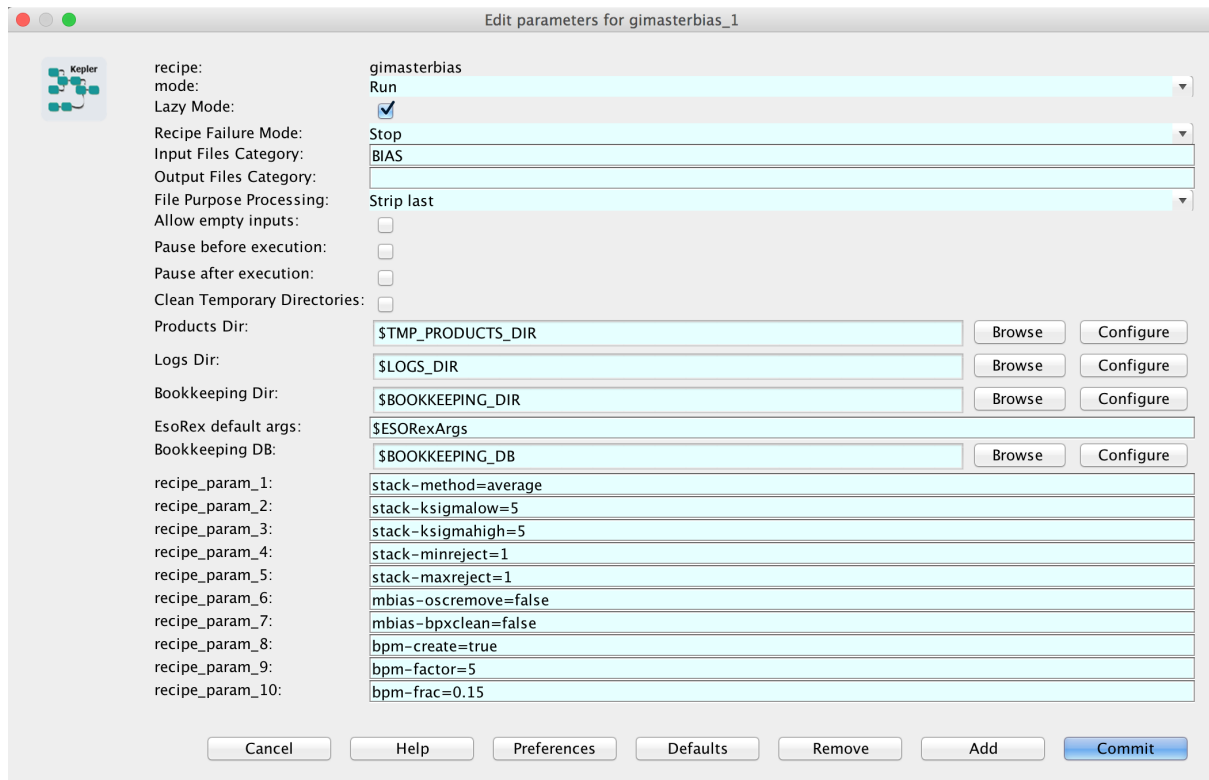 Edit parameters for gimasterbias_1
Kepler
recipe: gimasterbias
mode: Run
Lazy Mode:
Recipe Failure Mode: Stop
Input Files Category: BIAS
Output Files Category:
File Purpose Processing: Strip last
Allow empty inputs:
Pause before execution:
Pause after execution:
Clean Temporary Directories:
Products Dir: $TMP_PRODUCTS_DIR Browse Configure
Logs Dir: $LOGS_DIR Browse Configure
Bookkeeping Dir: $BOOKKEEPING_DIR Browse Configure
EsoRex default args: $ESORexArgs
Bookkeeping DB: $BOOKKEEPING_DB Browse Configure
recipe_param_1: stack-method=average
recipe_param_2: stack-ksigmalow=5
recipe_param_3: stack-ksigmahigh=5
recipe_param_4: stack-minreject=1
recipe_param_5: stack-maxreject=1
recipe_param_6: mbias-oscremove=false
recipe_param_7: mbias-bpxclean=false
recipe_param_8: bpm-create=true
recipe_param_9: bpm-factor=5
recipe_param_10: bpm-frac=0.15
Cancel Help Preferences Defaults Remove Add Commit